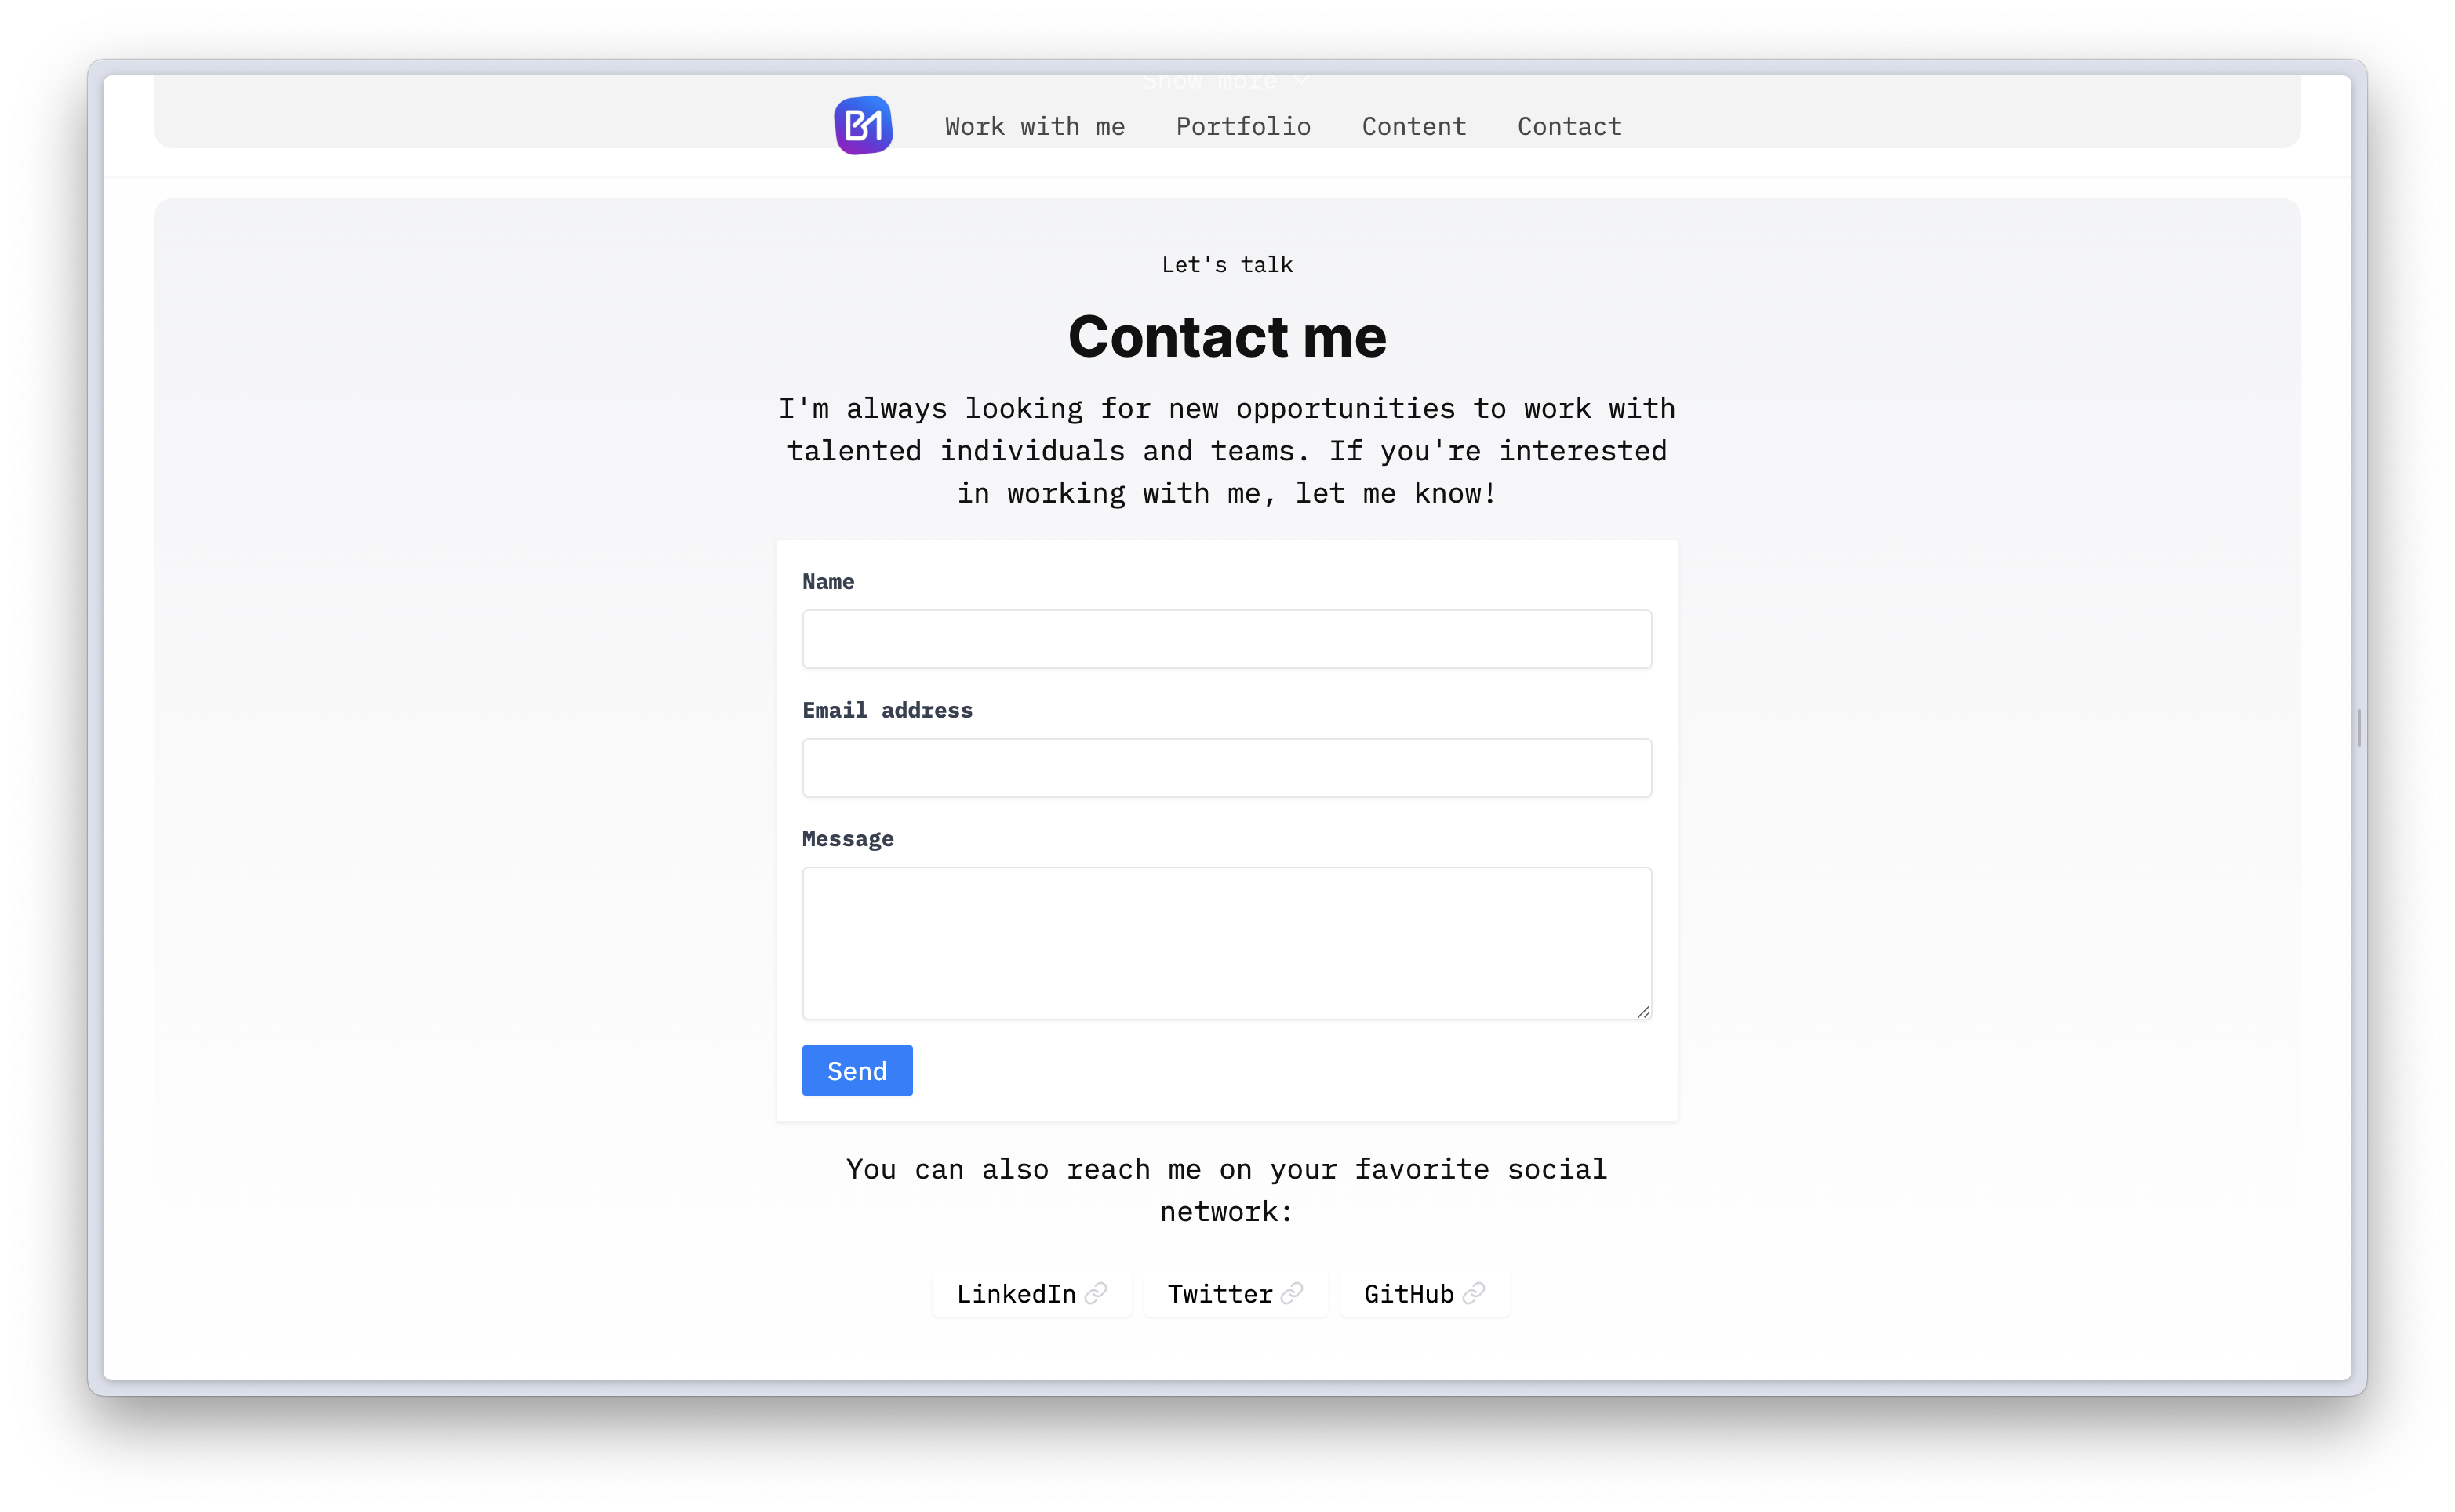 Show more
Work with me Portfolio Content Contact
Let's talk
Contact me
I'm always looking for new opportunities to work with
talented individuals and teams. If you're interested
in working with me, let me know!
Name
Email address
Message
Send
You can also reach me on your favorite social
network:
LinkedIn Twitter GitHub